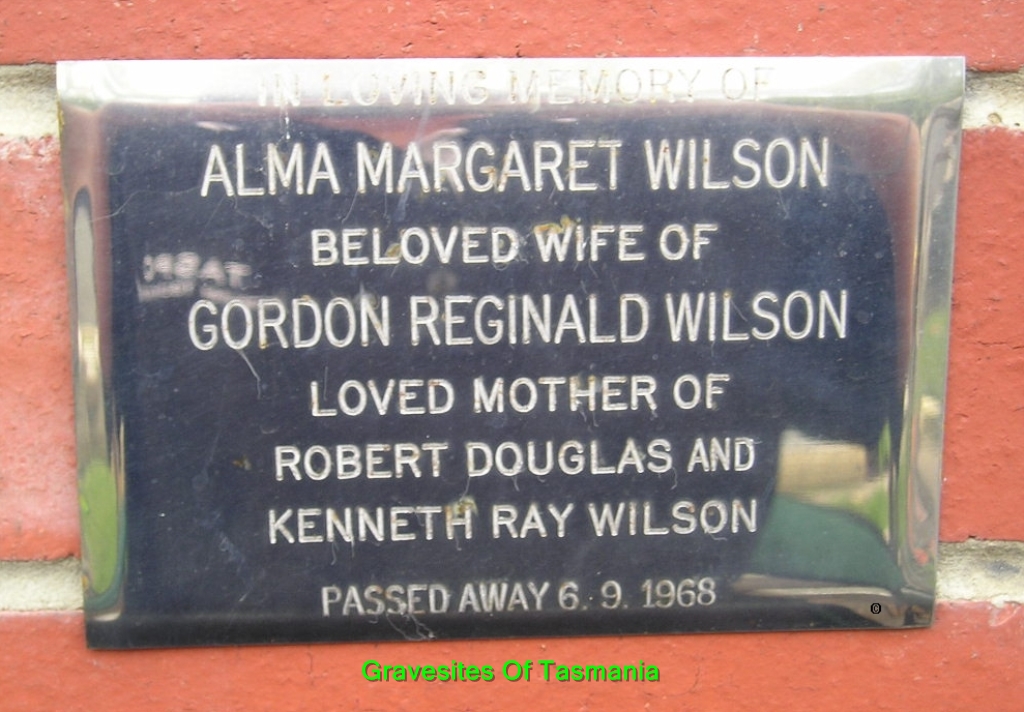 IN LOVING MEMORY OF
ALMA MARGARET WILSON
BELOVED WIFE OF
GORDON REGINALD WILSON
LOVED MOTHER OF
ROBERT DOUGLAS AND
KENNETH RAY WILSON
PASSED AWAY 6.9.1968
Gravesites Of Tasmania